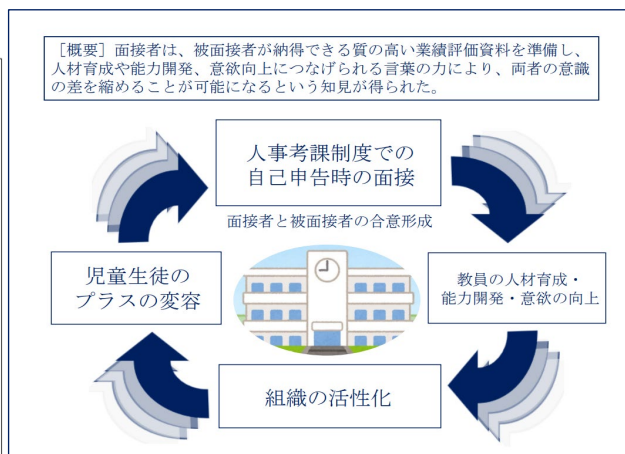 ［概要］面接者は、被面接者が納得できる質の高い業績評価資料を準備し、
人材育成や能力開発、意欲向上につなげられる言葉の力により、両者の意識
の差を縮めることが可能になるという知見が得られた。
人事考課制度での
自己申告時の面接
面接者と被面接者の合意形成
児童生徒の
プラスの変容
教員の人材育成・
能力開発・意欲の向上
組織の活性化